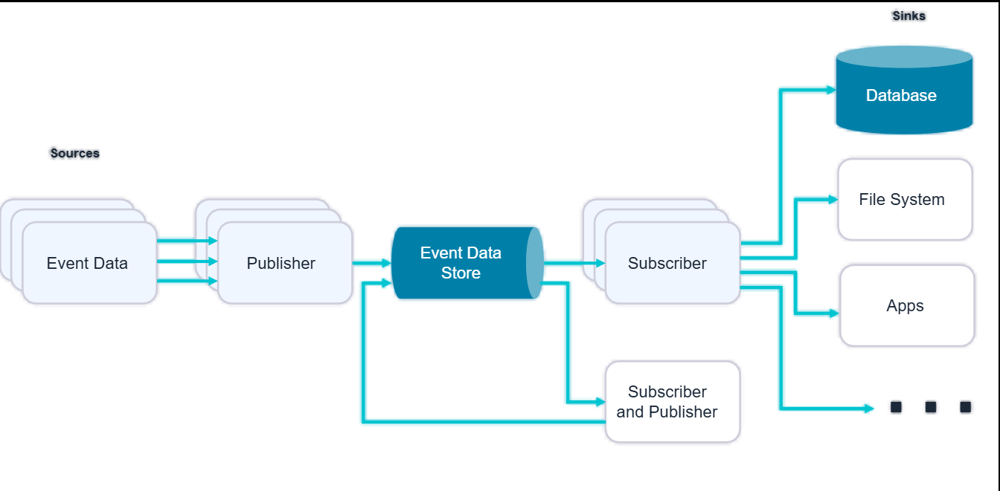 Sinks
Database
Sources
File System
Event Data
Publisher
Event Data
Store
Subscriber
Apps
Subscriber
and Publisher